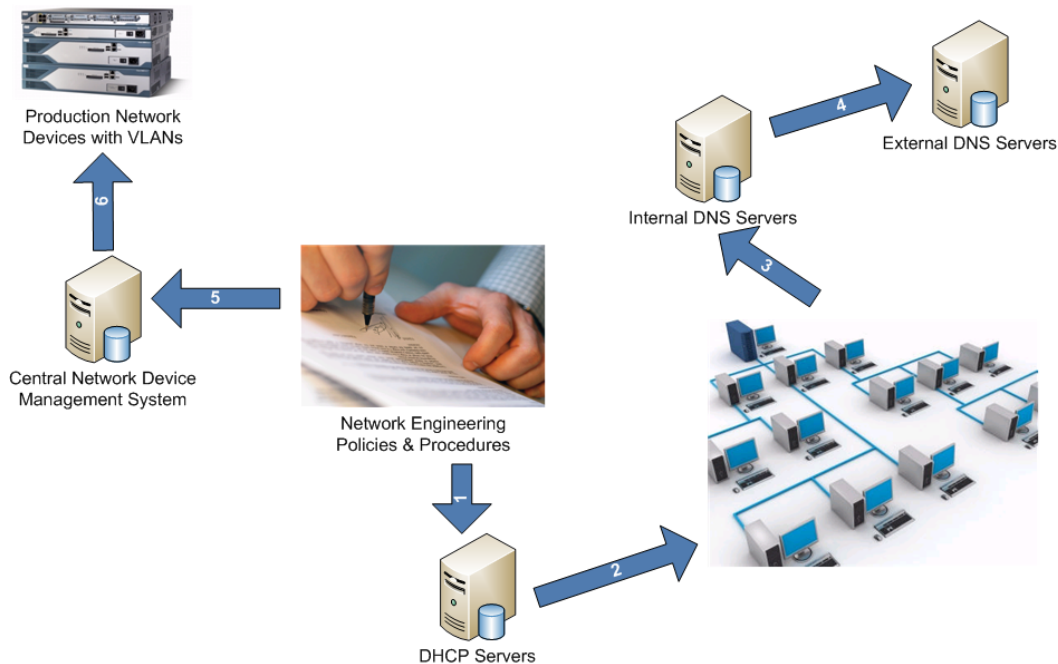 Production Network
Devices with VLANs
4
External DNS Servers
Internal DNS Servers
6
3
5
Central Network Device
Management System
Network Engineering
Policies & Procedures
1
2
DHCP Servers